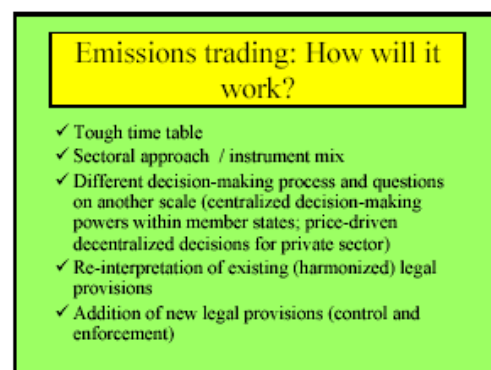 Emissions trading: How will it
work?
✓ Tough time table
✓ Sectoral approach / instrument mix
✓ Different decision-making process and questions
on another scale (centralized decision-making
powers within member states; price-driven
decentralized decisions for private sector)
✓ Re-interpretation of existing (harmonized) legal
provisions
✓ Addition of new legal provisions (control and
enforcement)